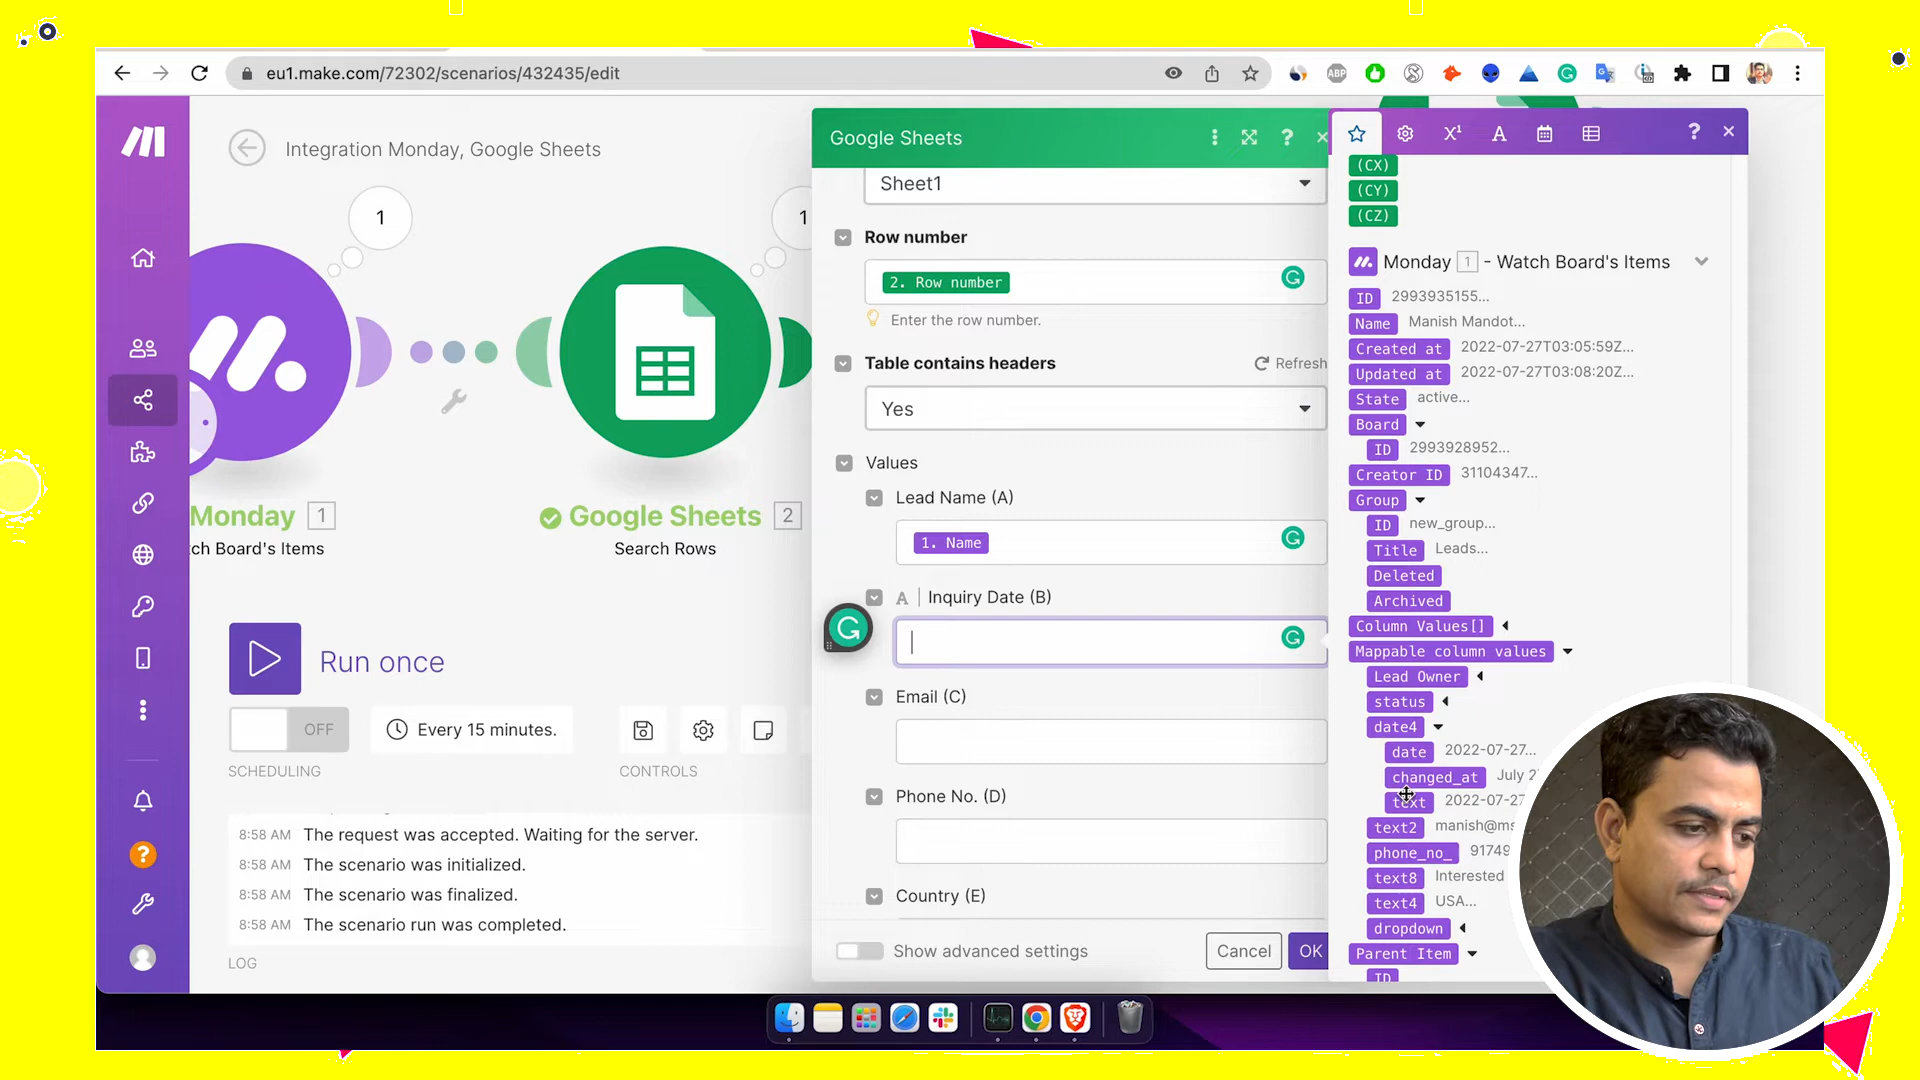 eu1.make.com/72302/scenarios/432435/edit
ABP
Integration Monday, Google Sheets
1
1
Monday 1
ch Board's Items
Google Sheets 2
Search Rows
Run once
OFF
Every 15 minutes.
SCHEDULING
CONTROLS
8:58 AM The request was accepted. Waiting for the server.
8:58 AM The scenario was initialized.
8:58 AM The scenario was finalized.
8:58 AM The scenario run was completed.
LOG
Google Sheets
?
Sheet1
Row number
2. Row number
Enter the row number.
Table contains headers
Refresh
Yes
Values
Lead Name (A)
1. Name
A Inquiry Date (B)
Email (C)
Phone No. (D)
Country (E)
Show advanced settings
Cancel
OK
X¹ A ?
(CX)
(CY)
(CZ)
Monday 1 - Watch Board's Items
ID 2993935155...
Name Manish Mandot...
Created at 2022-07-27T03:05:59Z...
Updated at 2022-07-27T03:08:20Z...
State active...
Board
ID 2993928952...
Creator ID 31104347...
Group
ID new_group...
Title Leads...
Deleted
Archived
Column Values[]
Mappable column values
Lead Owner
status
date4
date 2022-07-27...
changed_at July 2
text 2022-07-27
text2 manish@ms
phone_no_ 91749
text8 Interested
text4 USA...
dropdown
Parent Item
ID